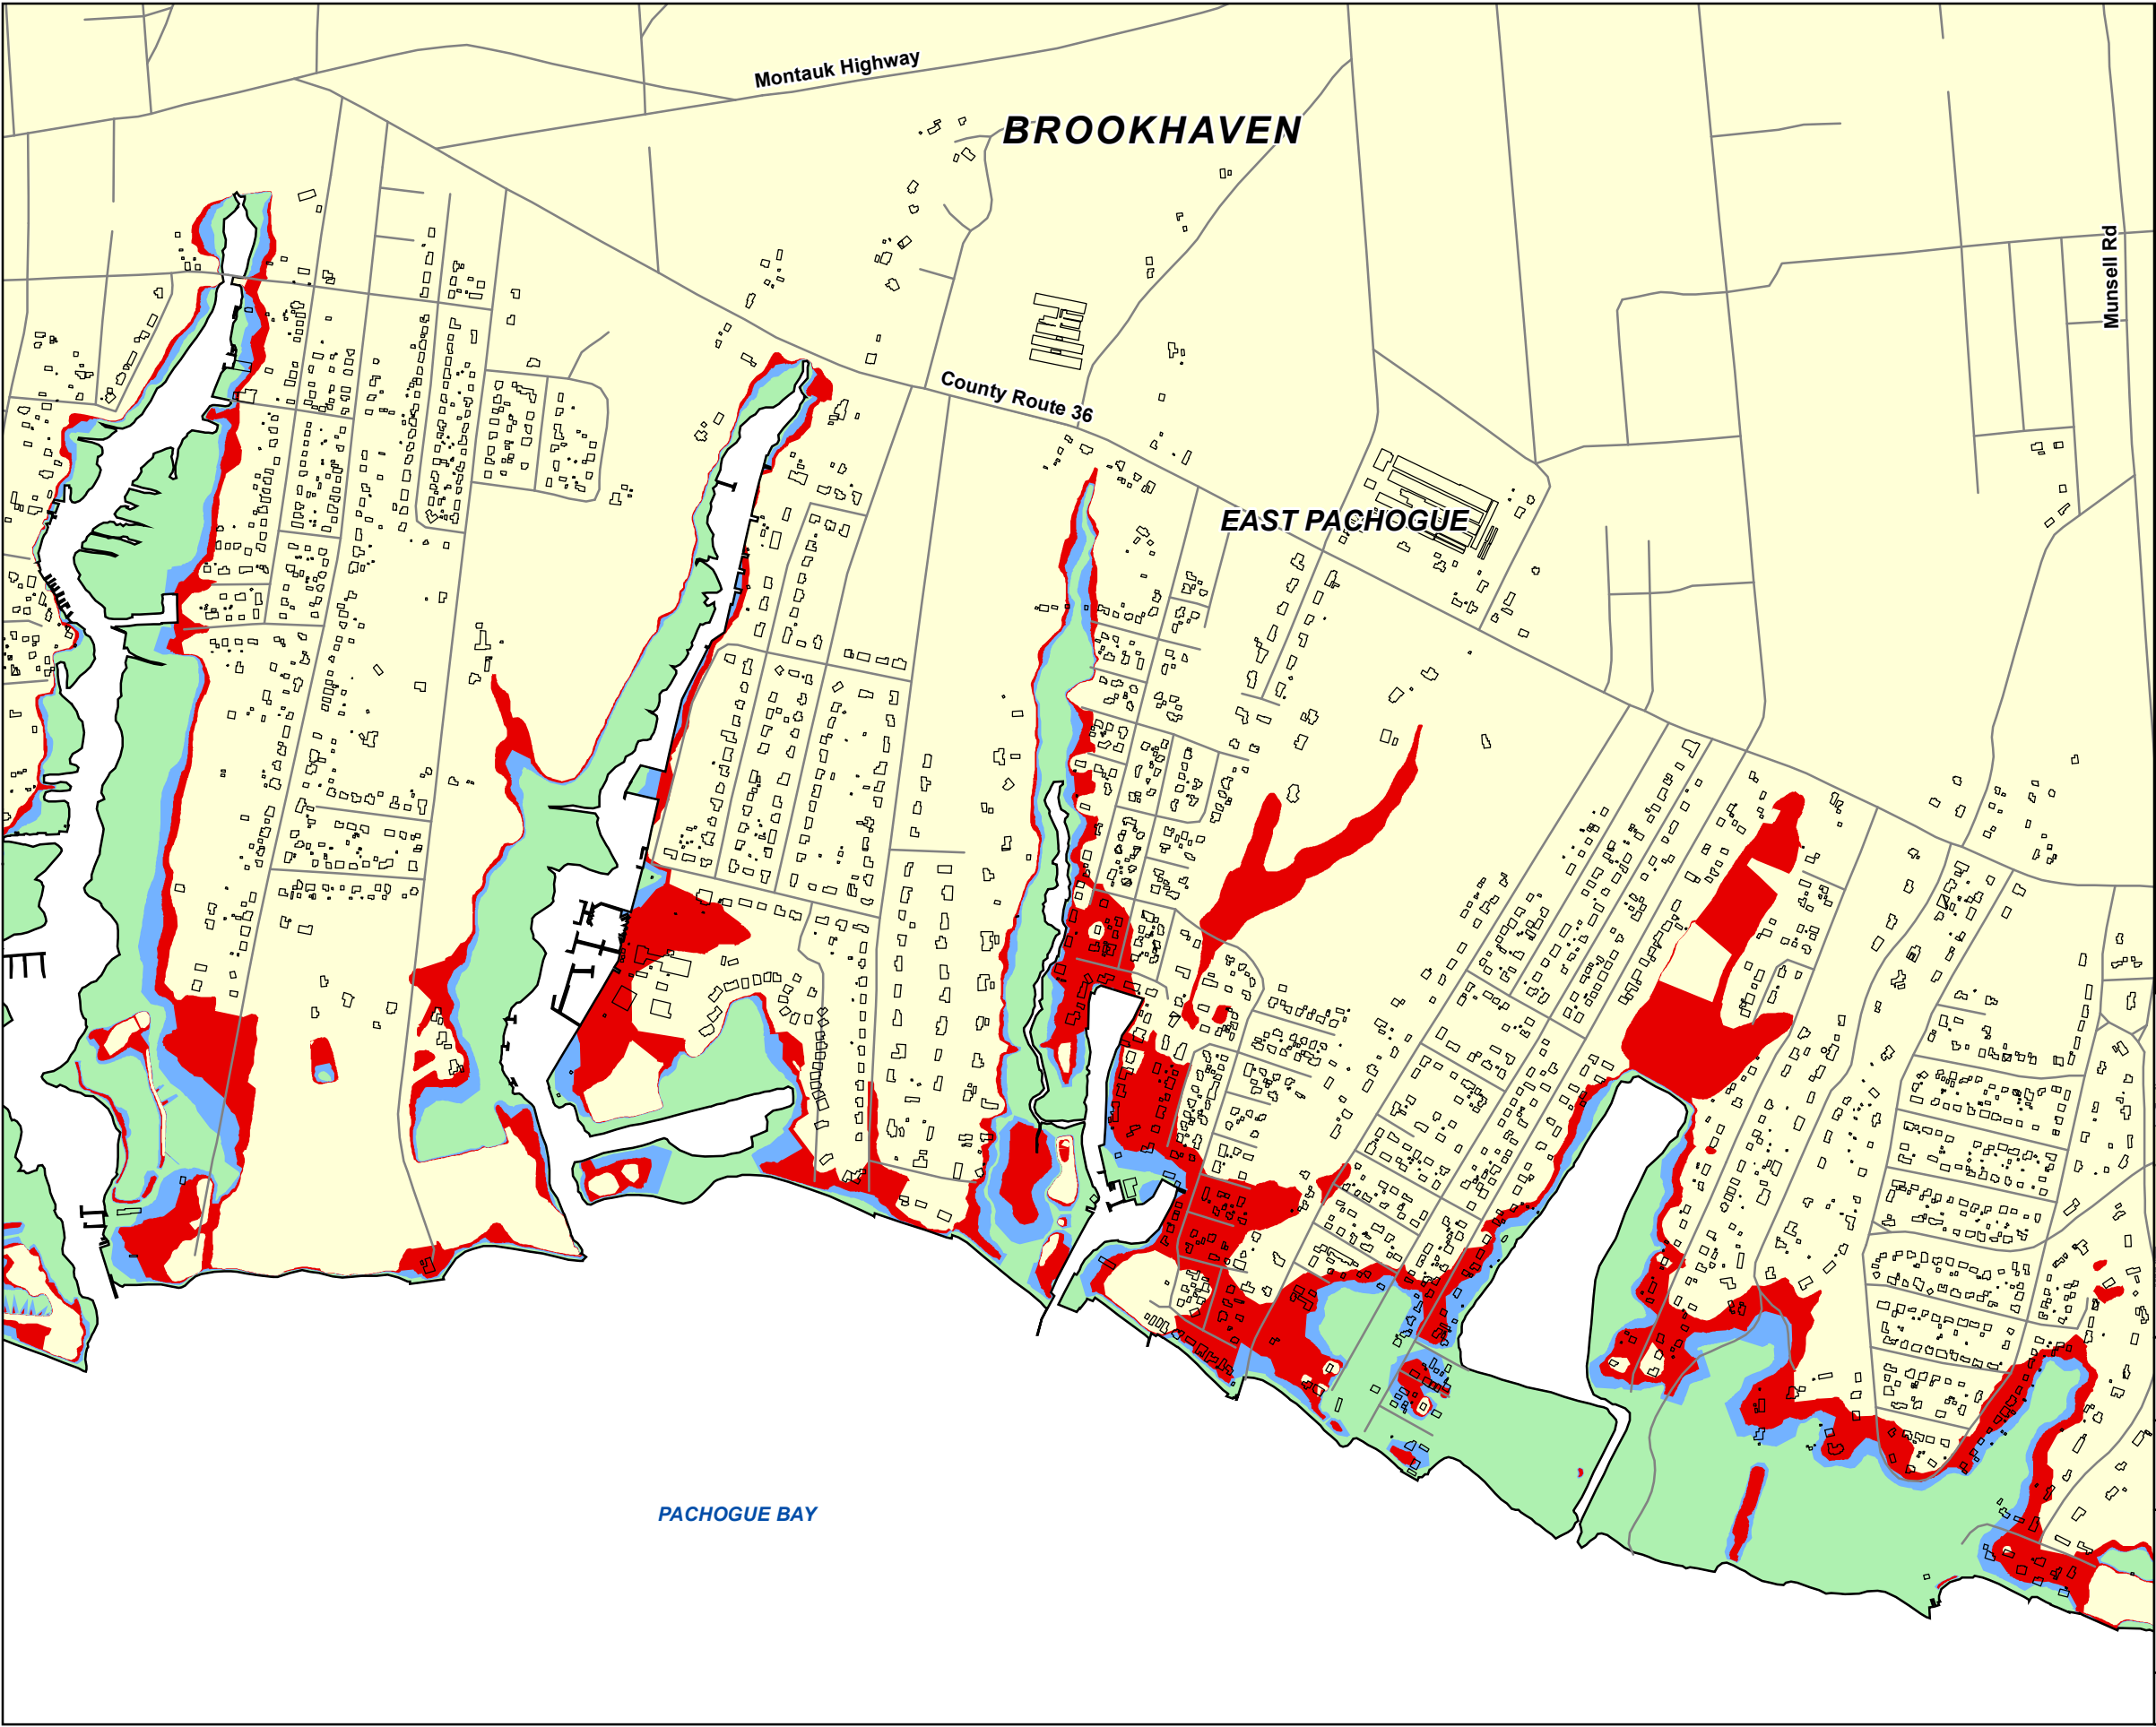 Montauk Highway
BROOKHAVEN
Munsell Rd
County Route 36
EAST PACHOGUE
PACHOGUE BAY